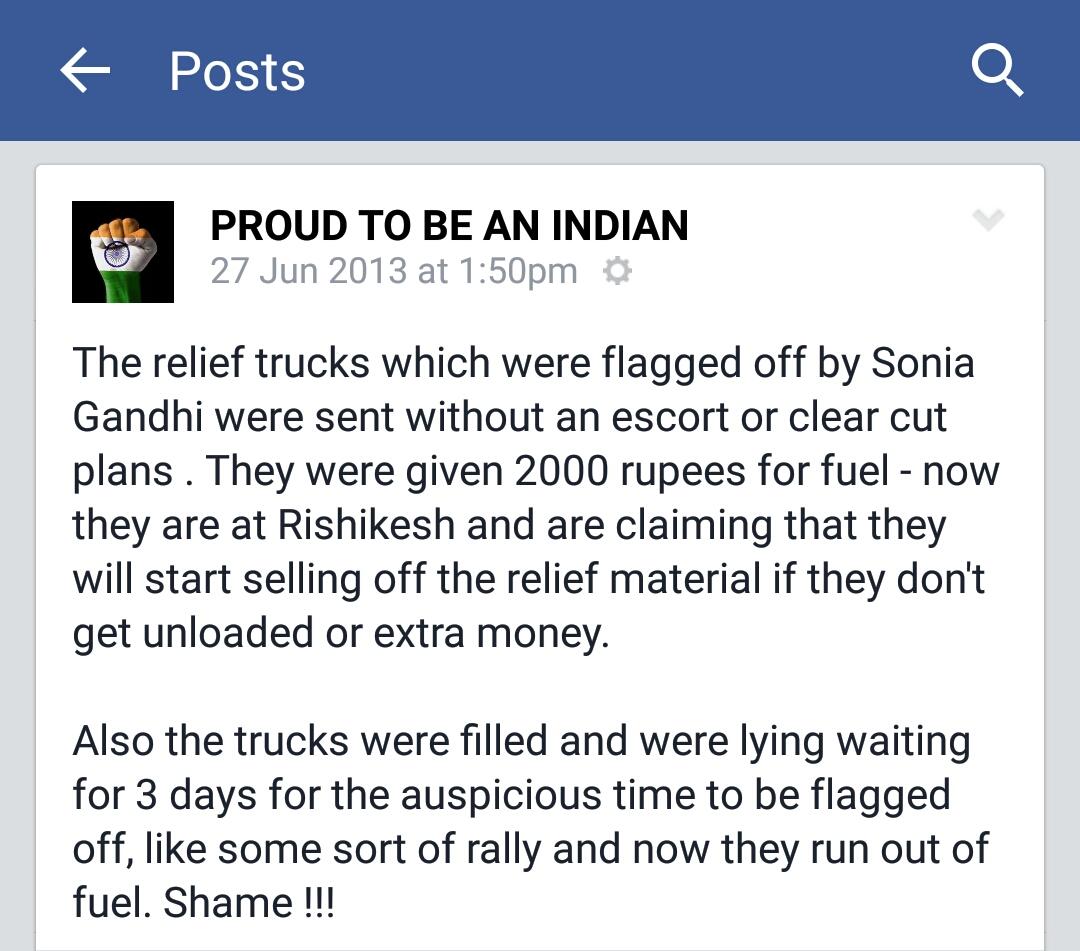 Posts
PROUD TO BE AN INDIAN
27 Jun 2013 at 1:50pm
The relief trucks which were flagged off by Sonia
Gandhi were sent without an escort or clear cut
plans . They were given 2000 rupees for fuel - now
they are at Rishikesh and are claiming that they
will start selling off the relief material if they don't
get unloaded or extra money.
Also the trucks were filled and were lying waiting
for 3 days for the auspicious time to be flagged
off, like some sort of rally and now they run out of
fuel. Shame !!!